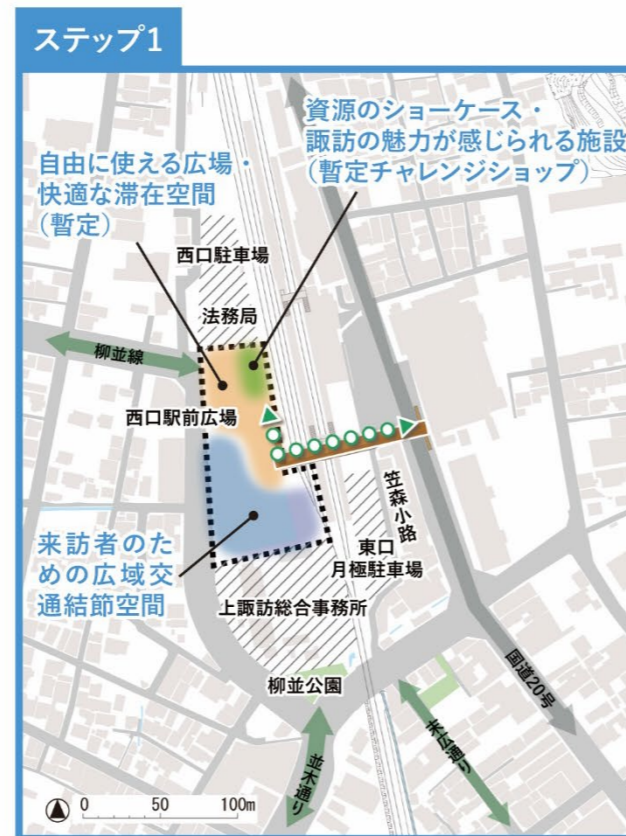 ステップ1
資源のショーケース・
諏訪の魅力が感じられる施設
(暫定チャレンジショップ)
自由に使える広場・
快適な滞在空間
(暫定)
西口駐車場
法務局
柳並線
西口駅前広場
笠森小路
東口
月極駐車場
来訪者のた
めの広域交
通結節空間
上諏訪総合事務所
国道20号
柳並公園
末広通り
並木通り
0 50 100m